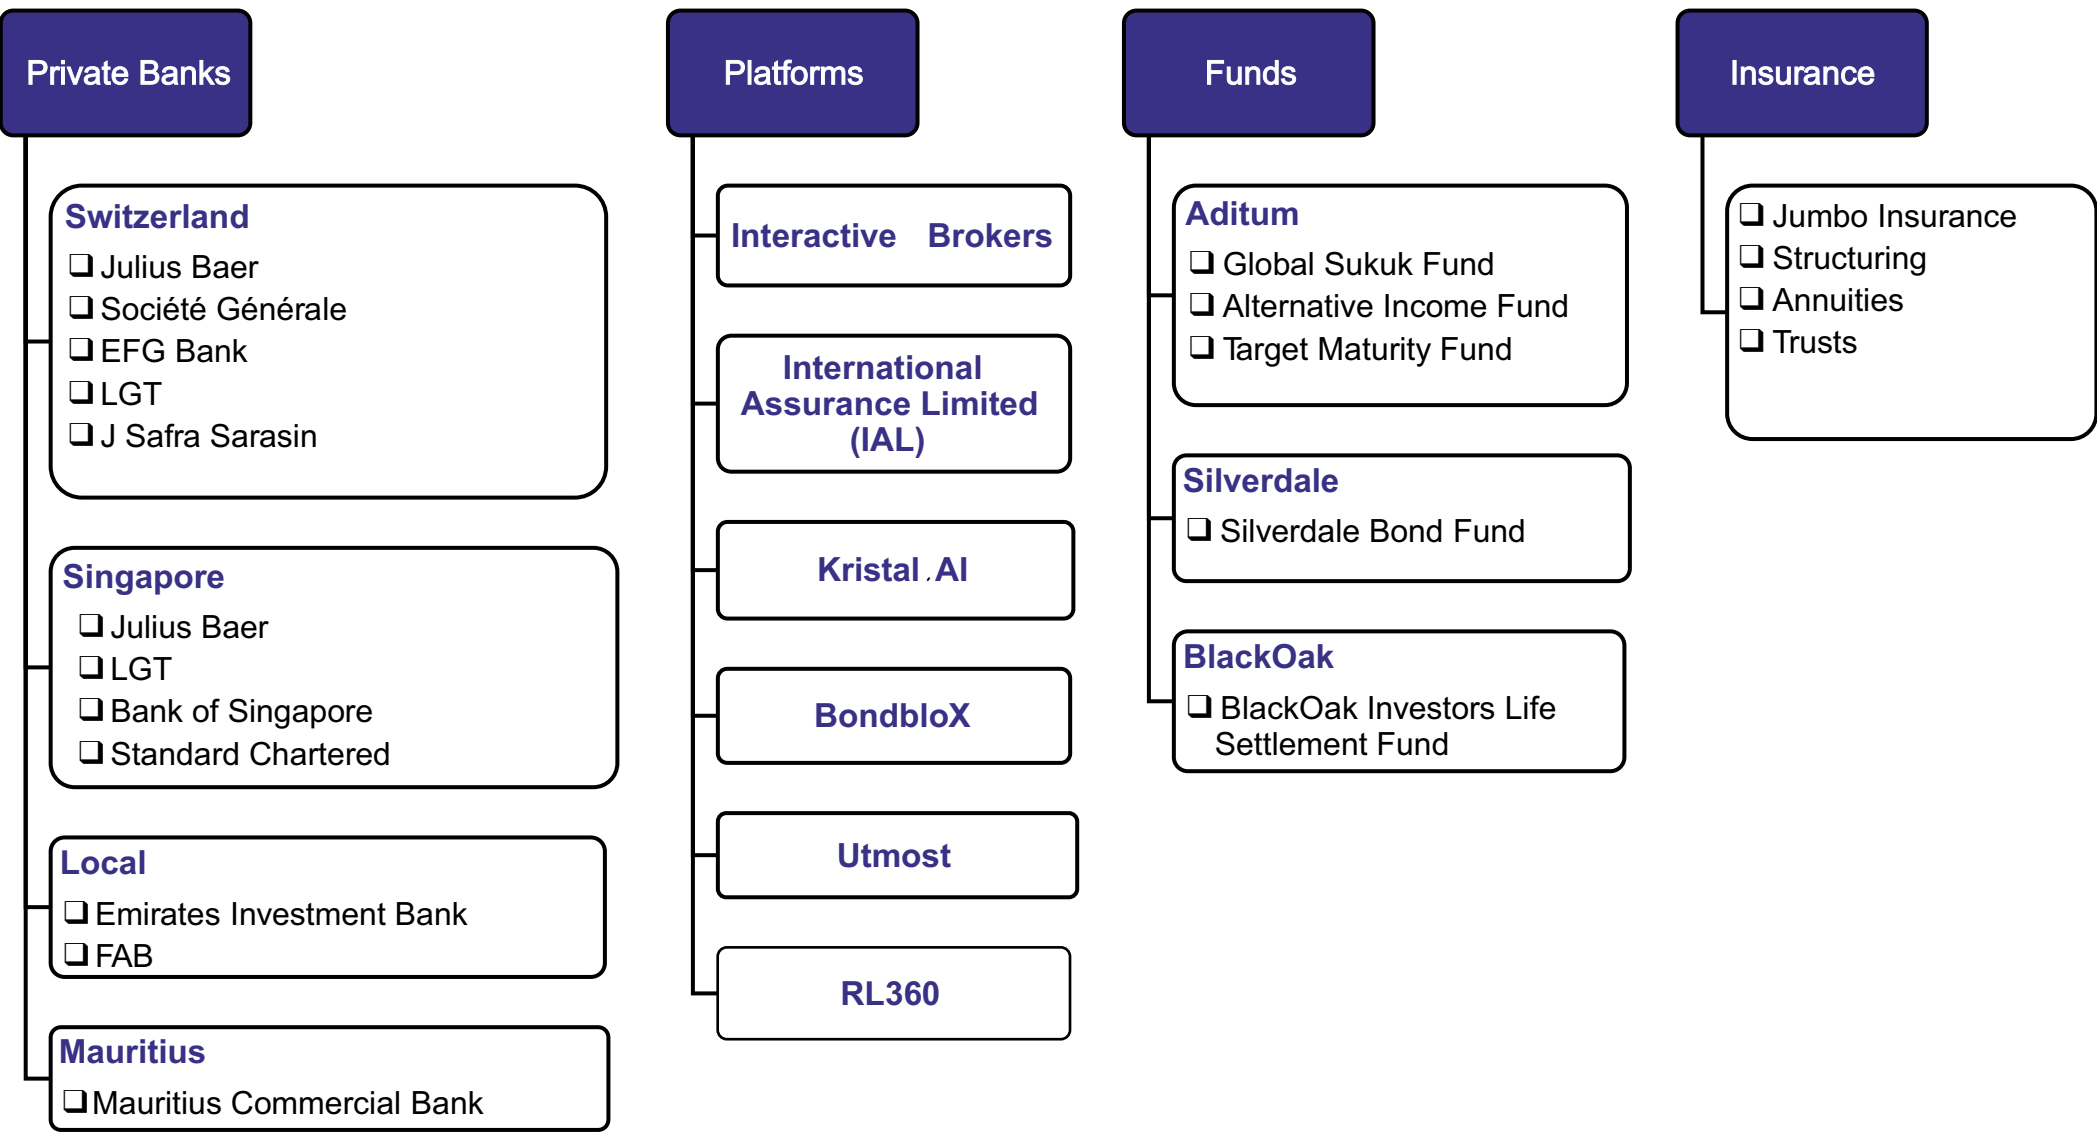 Private Banks
Switzerland
❑ Julius Baer
❑ Société Générale
❑ EFG Bank
❑ LGT
❑ J Safra Sarasin
Singapore
❑ Julius Baer
❑ LGT
❑ Bank of Singapore
❑ Standard Chartered
Local
❑ Emirates Investment Bank
❑ FAB
Mauritius
❑ Mauritius Commercial Bank
Platforms
Interactive Brokers
International
Assurance Limited
(IAL)
Kristal.AI
BondbloX
Utmost
RL360
Funds
Aditum
❑ Global Sukuk Fund
❑ Alternative Income Fund
❑ Target Maturity Fund
Silverdale
❑ Silverdale Bond Fund
BlackOak
❑ BlackOak Investors Life
Settlement Fund
Insurance
❑ Jumbo Insurance
❑ Structuring
❑ Annuities
❑ Trusts